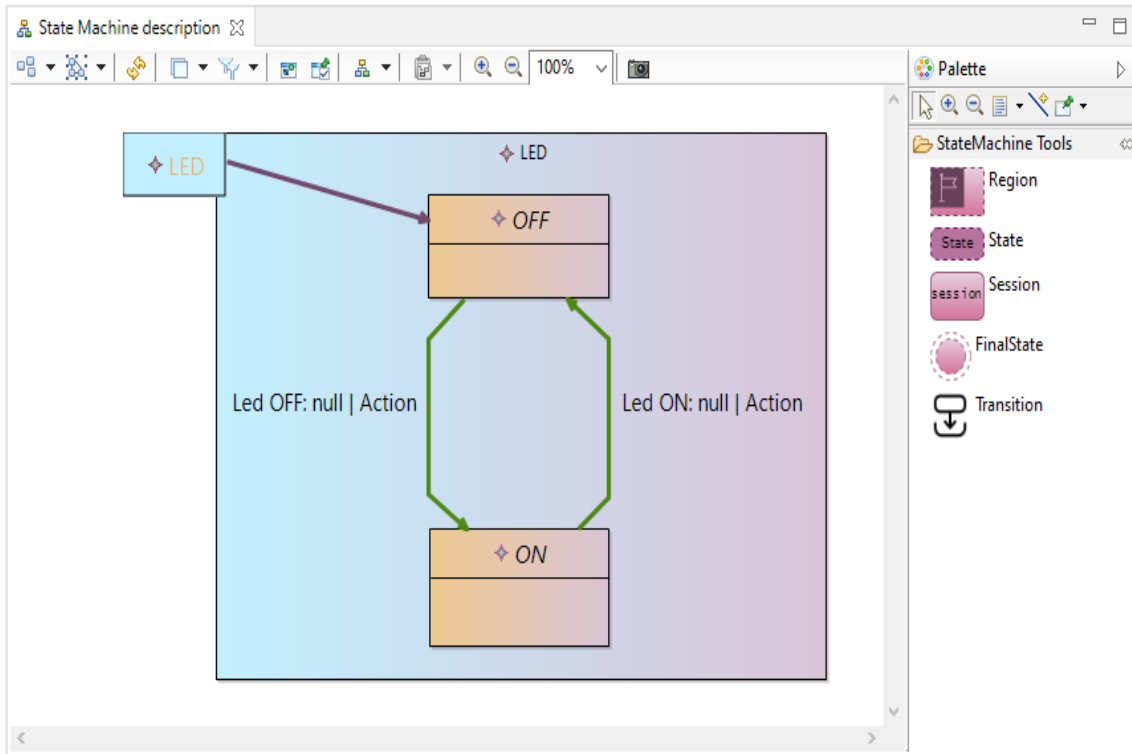 State Machine description
100%
Palette
StateMachine Tools
Region
State State
session Session
FinalState
Transition
LED
LED
OFF
Led OFF: null | Action
Led ON: null | Action
ON